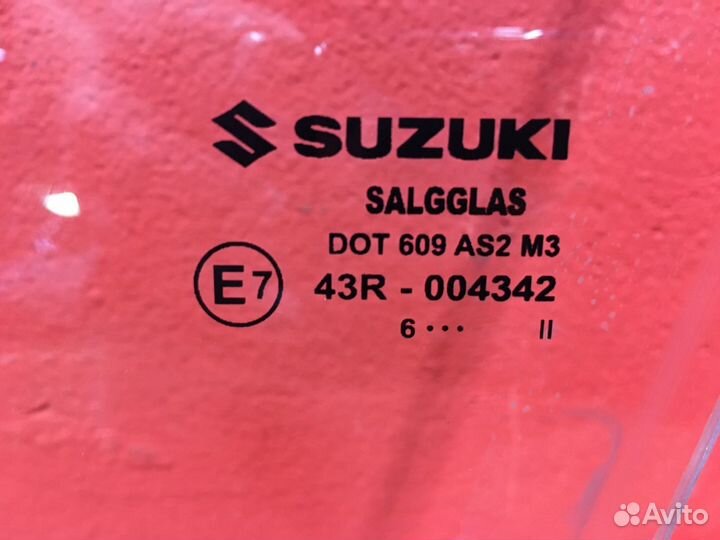 SUZUKI
SALGGLAS
DOT 609 AS2 M3
E7 43R - 004342
6 ••• II
Avito